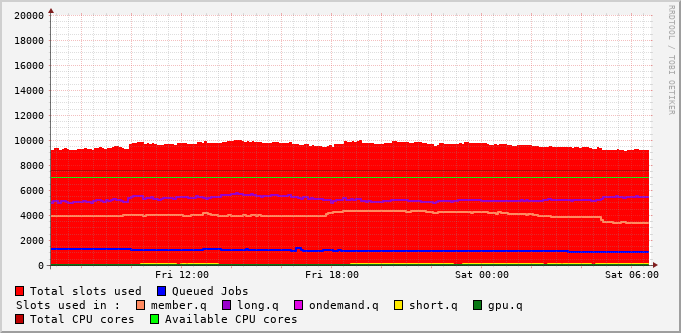 20000
18000
16000
14000
12000
10000
8000
6000
4000
2000
0
Fri 12:00 Fri 18:00 Sat 00:00 Sat 06:00
Total slots used Queued Jobs
Slots used in : member.q long.q ondemand.q short.q gpu.q
Total CPU cores Available CPU cores
RRDTOOL / TOBI OETIKER